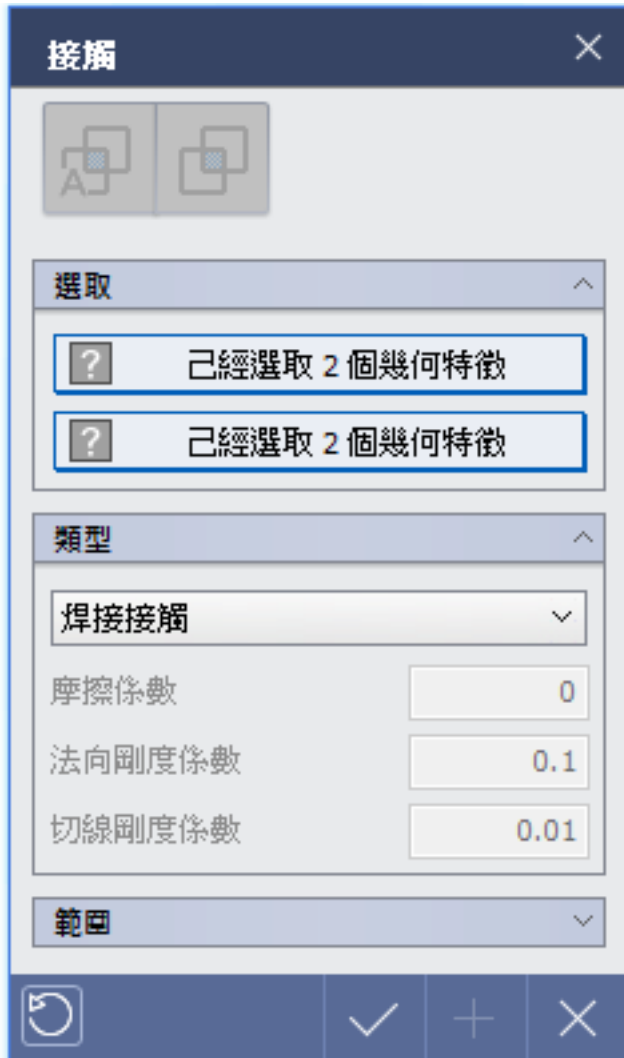 接觸
A
選取
? 已經選取 2 個幾何特徵
? 已經選取 2 個幾何特徵
類型
焊接接觸
摩擦係數 0
法向剛度係數 0.1
切線剛度係數 0.01
範圍